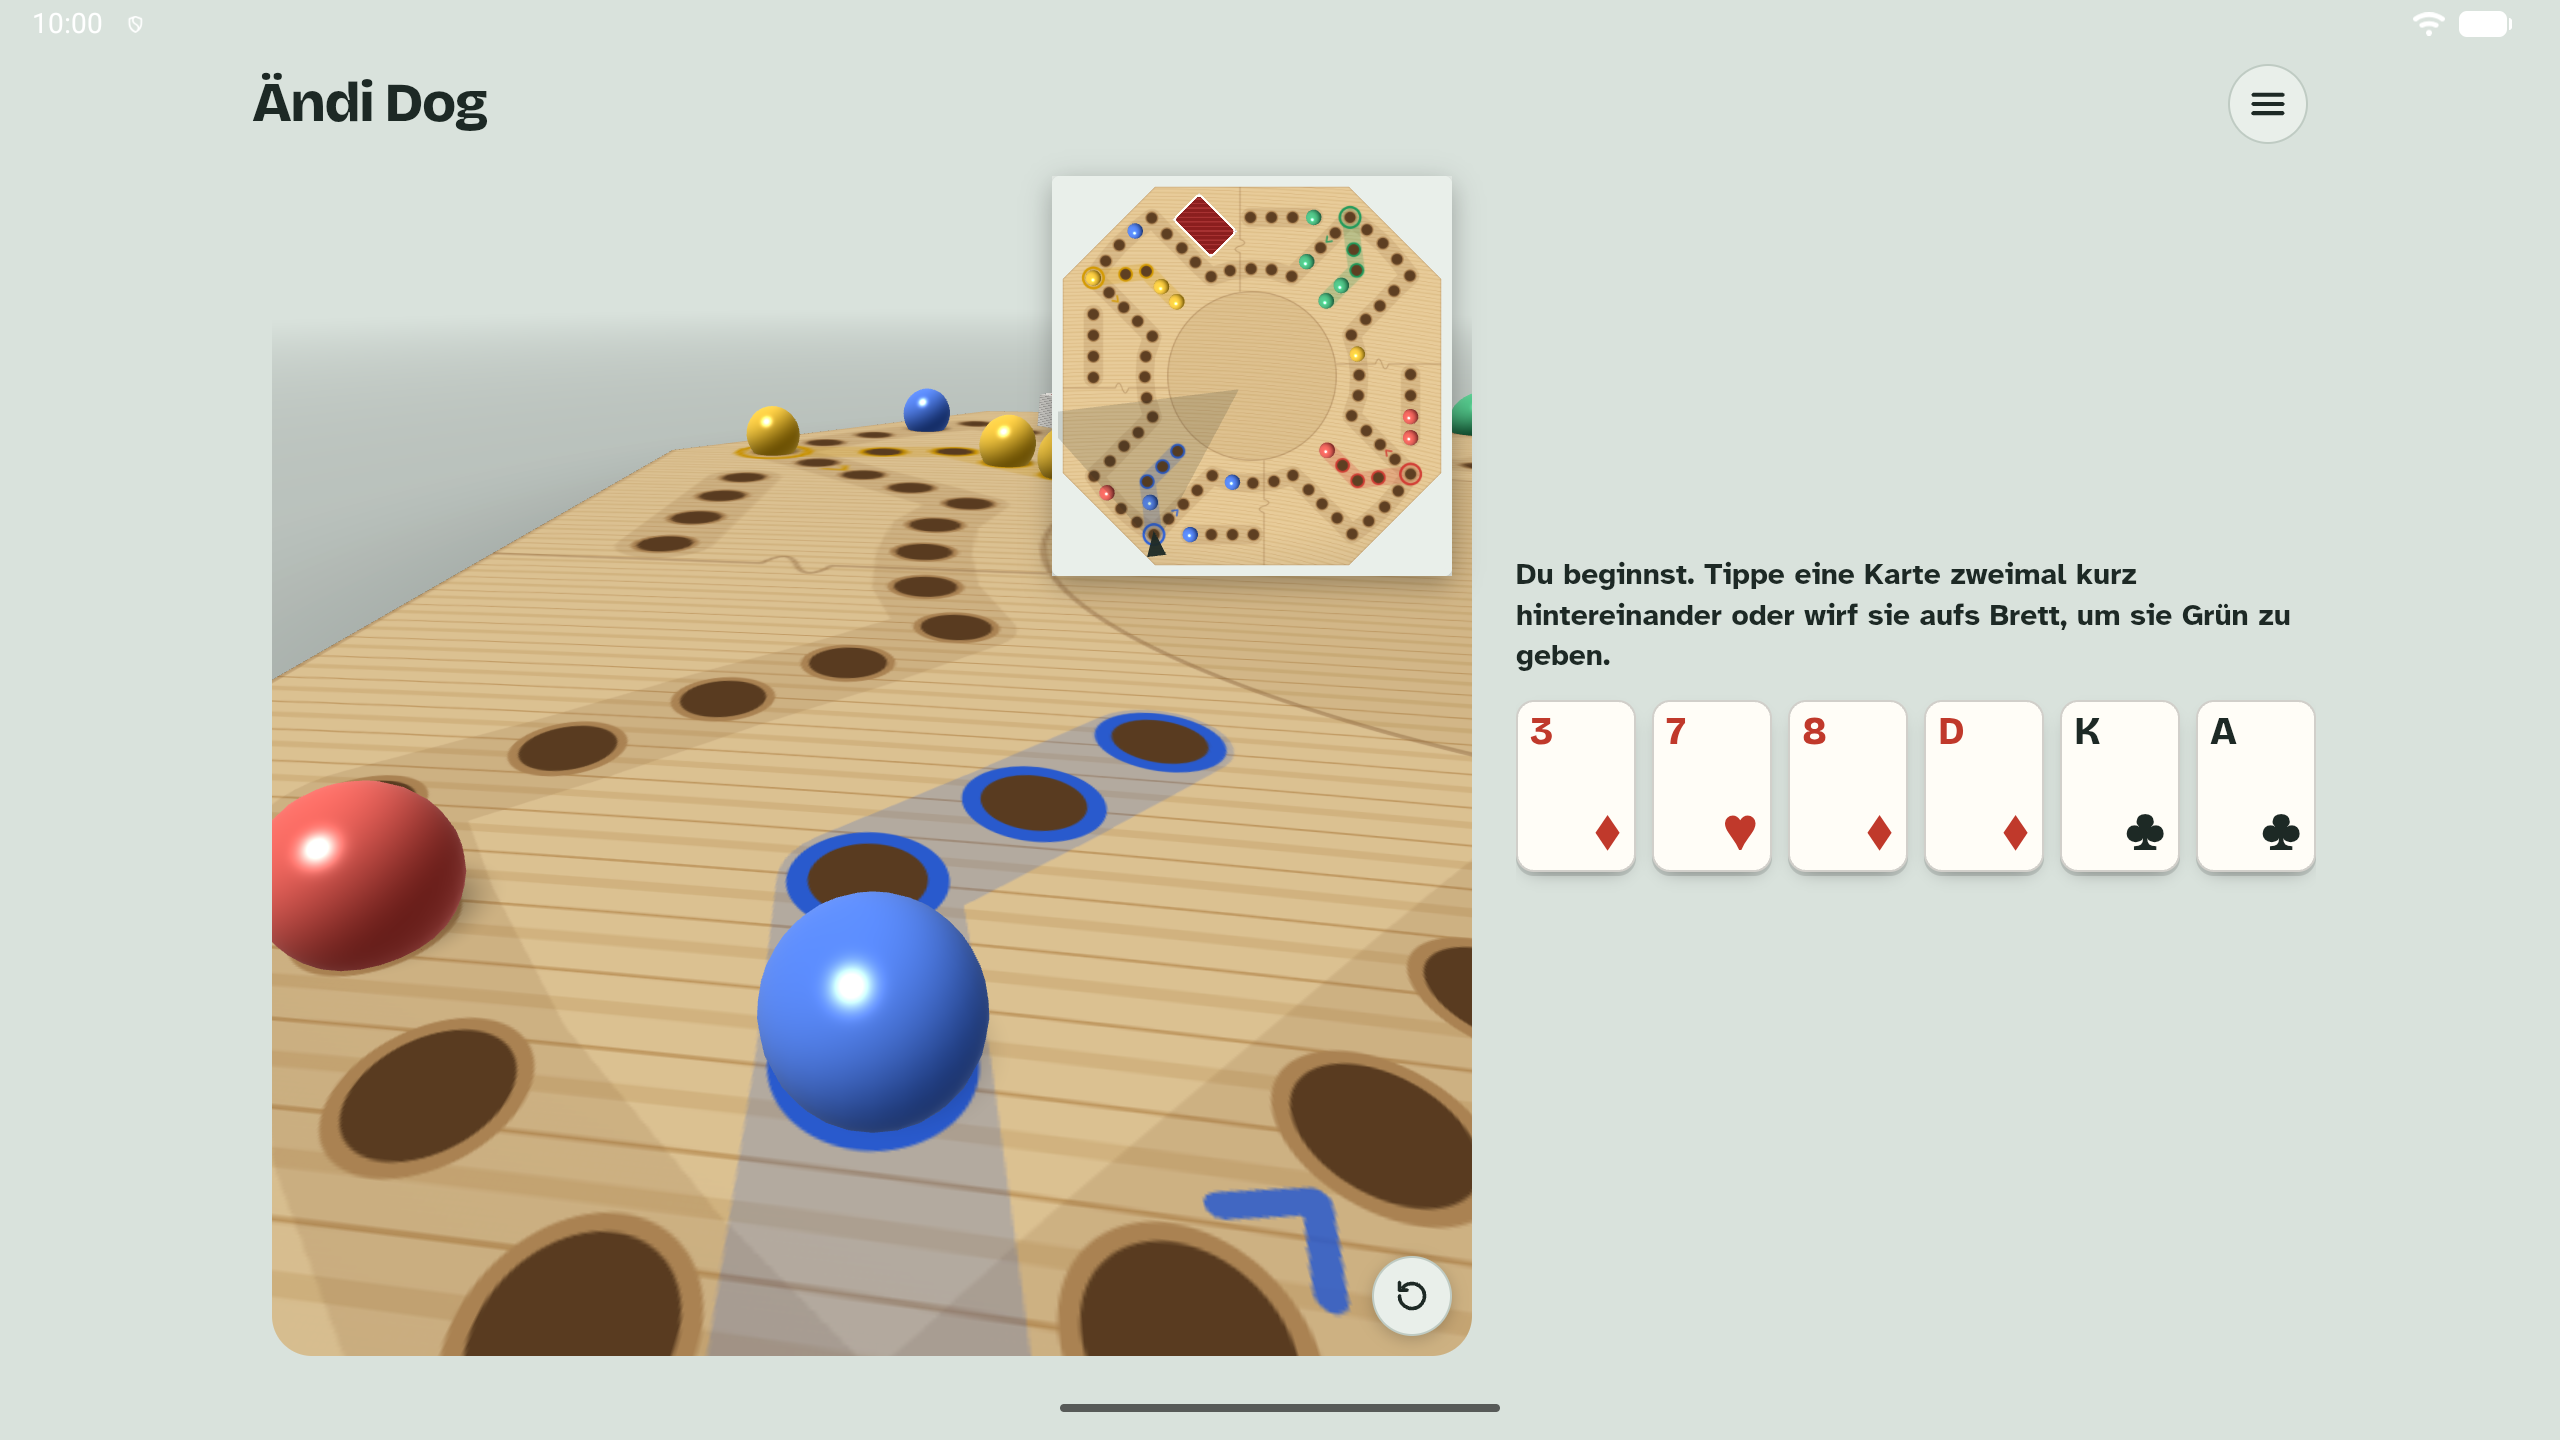 10:00
Ändi Dog
Du beginnst. Tippe eine Karte zweimal kurz
hintereinander oder wirf sie aufs Brett, um sie Grün zu
geben.
3 7 8 D K A